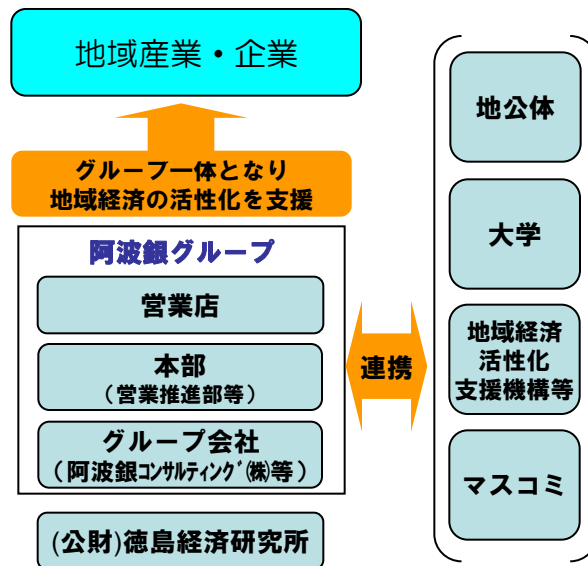 地域産業・企業
グループ一体となり
地域経済の活性化を支援
阿波銀グループ
営業店
本部
（営業推進部等）
グループ会社
（阿波銀ｺﾝｻﾙﾃｨﾝｸﾞ㈱等）
(公財)徳島経済研究所
連携
地公体
大学
地域経済
活性化
支援機構等
マスコミ